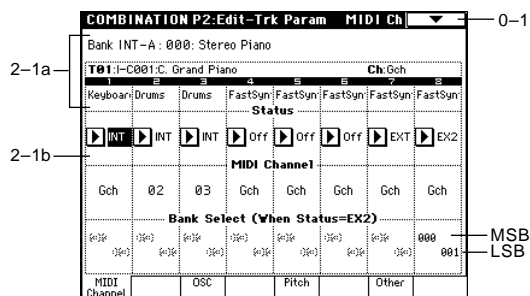 COMBINATION P2:Edit-Trk Param MIDI Ch
0–1
Bank INT-A: 000: Stereo Piano
2–1a
T01:I-C001:C. Grand Piano Ch:Gch
1 2 3 4 5 6 7 8
Keyboar Drums Drums FastSyn FastSyn FastSyn FastSyn FastSyn
Status
INT INT INT Off Off Off EXT EX2
2–1b
MIDI Channel
Gch 02 03 Gch Gch Gch Gch Gch
Bank Select (When Status=EX2)
000 MSB
001 LSB
MIDI Channel OSC Pitch Other